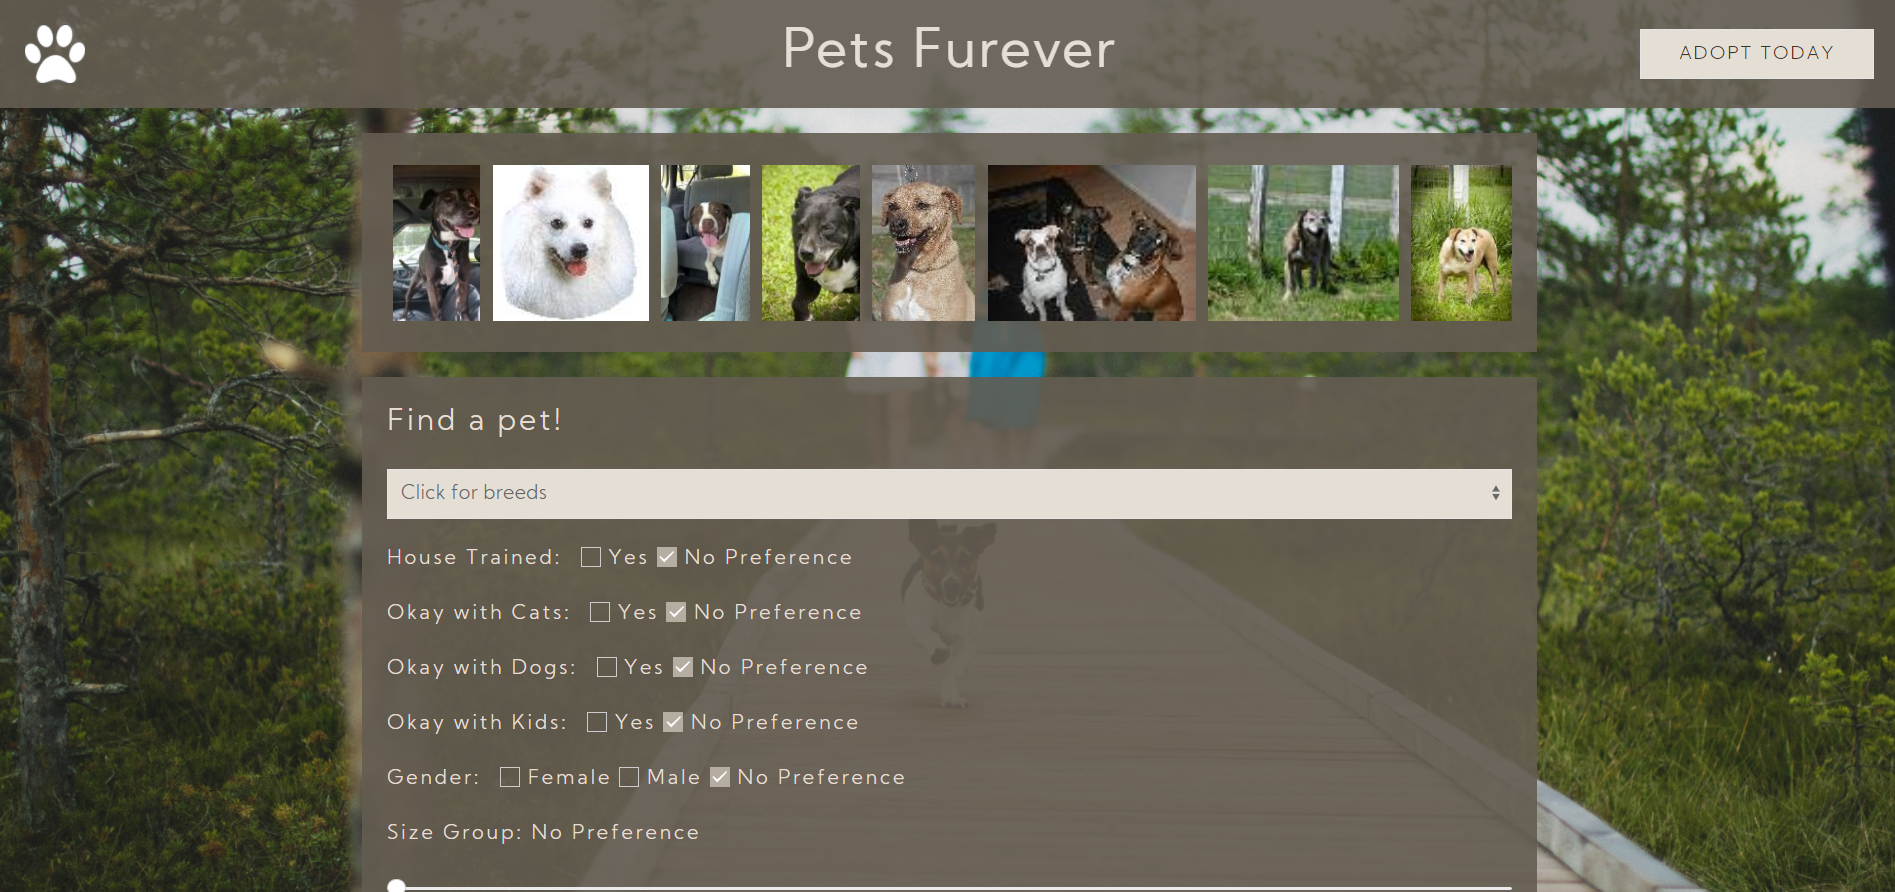 Pets Furever
ADOPT TODAY
Find a pet!
Click for breeds
House Trained: Yes No Preference
Okay with Cats: Yes No Preference
Okay with Dogs: Yes No Preference
Okay with Kids: Yes No Preference
Gender: Female Male No Preference
Size Group: No Preference